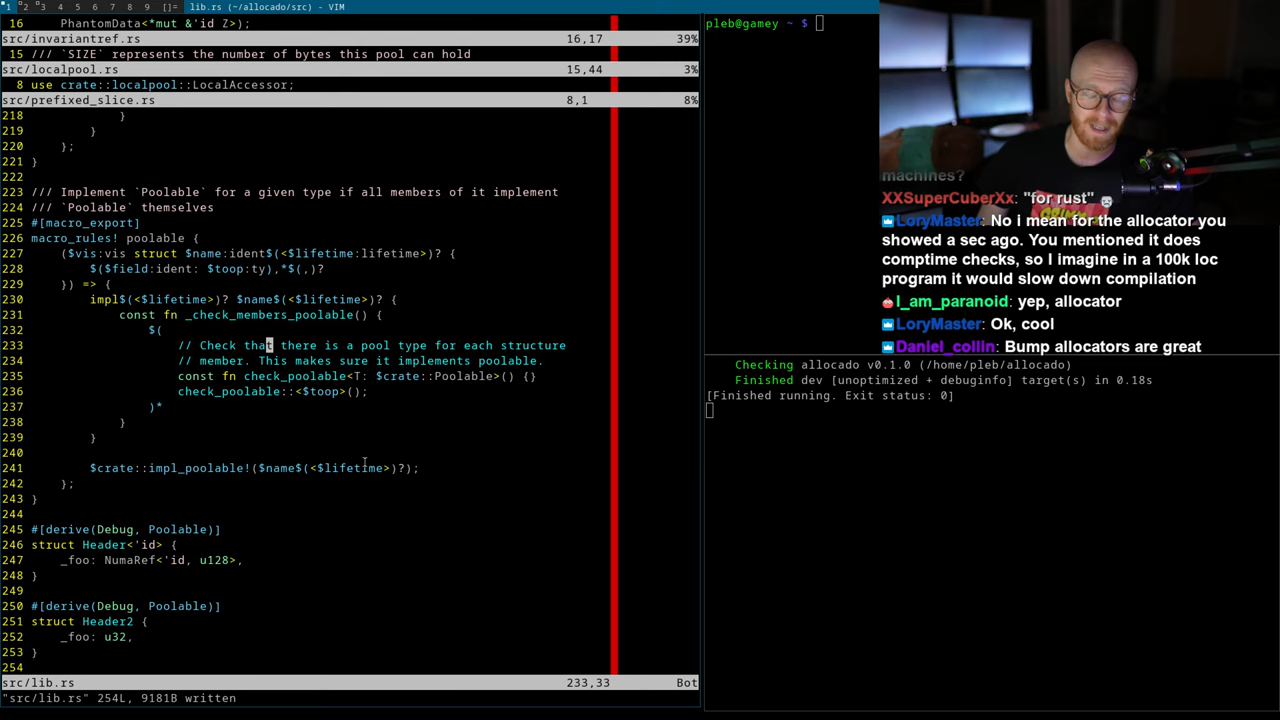 1 2 3 4 5 6 7 8 9 []= lib.rs (~/allocado/src) - VIM
16     PhantomData<*mut &'id Z>);
src/invariantref.rs 16,17 39%
15 /// `SIZE` represents the number of bytes this pool can hold
src/localpool.rs 15,44 3%
8 use crate::localpool::LocalAccessor;
src/prefixed_slice.rs 8,1 8%
218             }
219         }
220     };
221 }
222
223 /// Implement `Poolable` for a given type if all members of it implement
224 /// `Poolable` themselves
225 #[macro_export]
226 macro_rules! poolable {
227     ($vis:vis struct $name:ident$(<$lifetime:lifetime>)? {
228         $($field:ident: $toop:ty),*$(,)?
229     }) => {
230         impl$(<$lifetime>)? $name$(<$lifetime>)? {
231             const fn _check_members_poolable() {
232                 $(
233                     // Check that there is a pool type for each structure
234                     // member. This makes sure it implements poolable.
235                     const fn check_poolable<T: $crate::Poolable>() {}
236                     check_poolable::<$toop>();
237                 )*
238             }
239         }
240
241         $crate::impl_poolable!($name$(<$lifetime>)?);
242     };
243 }
244
245 #[derive(Debug, Poolable)]
246 struct Header<'id> {
247     _foo: NumaRef<'id, u128>,
248 }
249
250 #[derive(Debug, Poolable)]
251 struct Header2 {
252     _foo: u32,
253 }
254
src/lib.rs 233,33 Bot
"src/lib.rs" 254L, 9181B written
pleb@gamey ~ $
Checking allocado v0.1.0 (/home/pleb/allocado)
Finished dev [unoptimized + debuginfo] target(s) in 0.18s
[Finished running. Exit status: 0]
machines?
XXSuperCuberXx: "for rust"
LoryMaster: No i mean for the allocator you
showed a sec ago. You mentioned it does
comptime checks, so I imagine in a 100k loc
program it would slow down compilation
I_am_paranoid: yep, allocator
LoryMaster: Ok, cool
Daniel_collin: Bump allocators are great